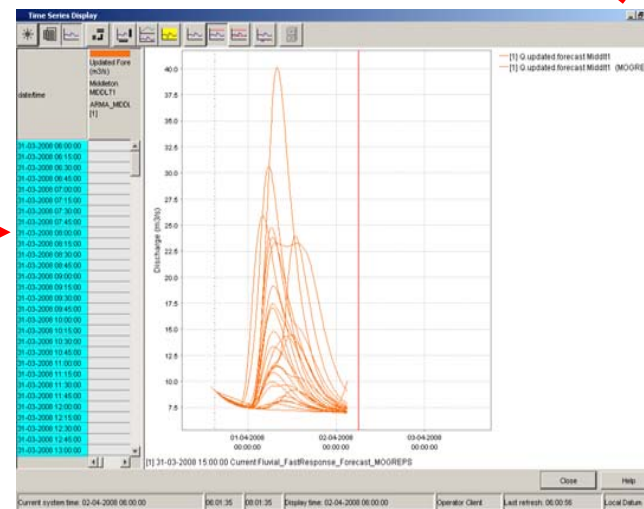 Time Series Display
date/time
Updated Fore
(m3/s)
Middleton
MIDDLT1
ARMA_MIDDL
[1]
31-03-2008 06:00:00
31-03-2008 06:15:00
31-03-2008 06:30:00
31-03-2008 06:45:00
31-03-2008 07:00:00
31-03-2008 07:15:00
31-03-2008 07:30:00
31-03-2008 07:45:00
31-03-2008 08:00:00
31-03-2008 08:15:00
31-03-2008 08:30:00
31-03-2008 08:45:00
31-03-2008 09:00:00
31-03-2008 09:15:00
31-03-2008 09:30:00
31-03-2008 09:45:00
31-03-2008 10:00:00
31-03-2008 10:15:00
31-03-2008 10:30:00
31-03-2008 10:45:00
31-03-2008 11:00:00
31-03-2008 11:15:00
31-03-2008 11:30:00
31-03-2008 11:45:00
31-03-2008 12:00:00
31-03-2008 12:15:00
31-03-2008 12:30:00
31-03-2008 12:45:00
31-03-2008 13:00:00
Discharge (m3/s)
40.0
37.5
35.0
32.5
30.0
27.5
25.0
22.5
20.0
17.5
15.0
12.5
10.0
7.5
01-04-2008
00:00:00
02-04-2008
00:00:00
03-04-2008
00:00:00
[1] Q.updated.forecast Middlt1
[1] Q.updated.forecast Middlt1 (MOGRE
[1] 31-03-2008 15:00:00 Current Fluvial_FastResponse_Forecast_MOGREPS
Close
Help
Current system time: 02-04-2008 06:00:00
06:01:35
08:01:35
Display time: 02-04-2008 06:00:00
Operator Client
Last refresh: 06:00:56
Local Datum